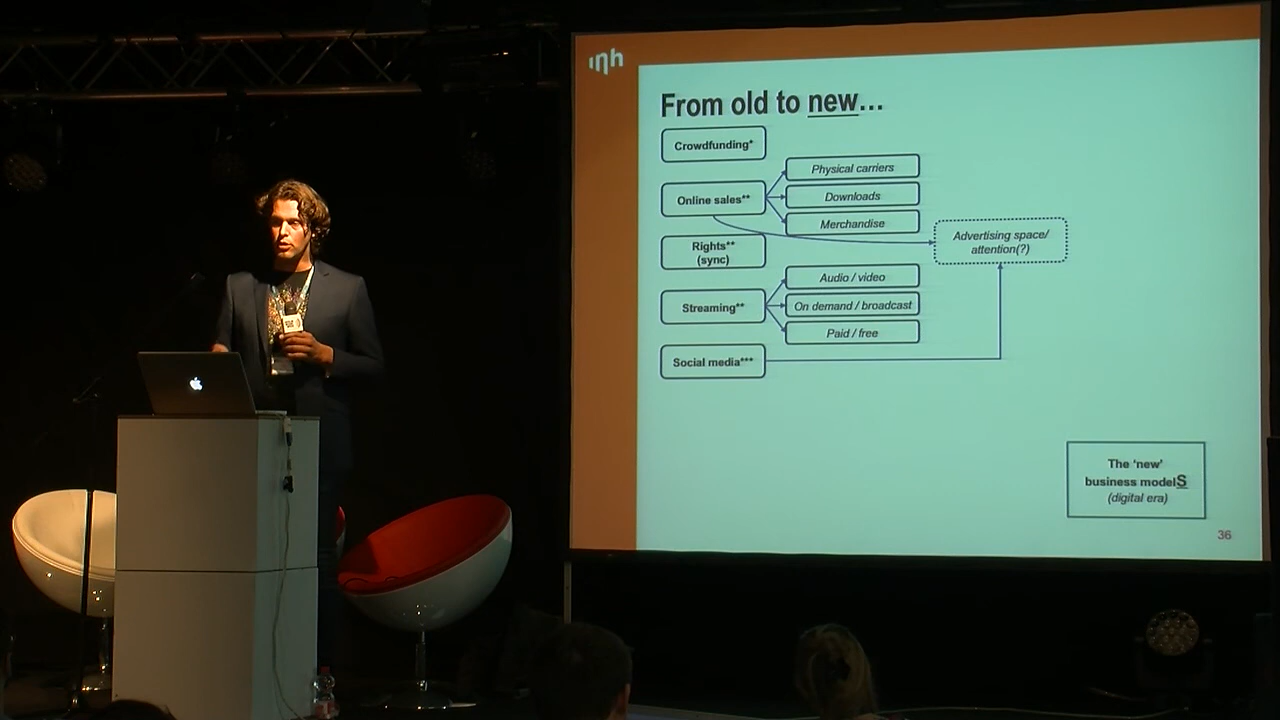 inh
From old to new...
Crowdfunding*
Online sales**
Physical carriers
Downloads
Merchandise
Rights**
(sync)
Advertising space/
attention(?)
Streaming**
Audio / video
On demand / broadcast
Paid / free
Social media***
The ‘new’
business modelS
(digital era)
36